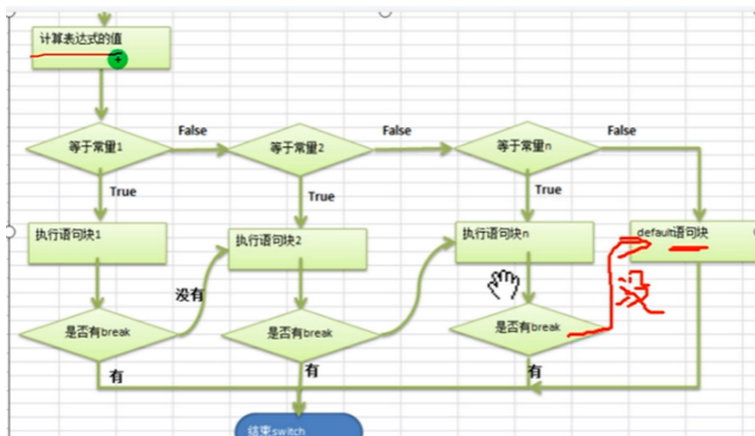 计算表达式的值
等于常量1
False
等于常量2
False
等于常量n
False
True
True
True
执行语句块1
执行语句块2
执行语句块n
default语句块
没有
没
是否有break
是否有break
是否有break
有
有
有
结束switch